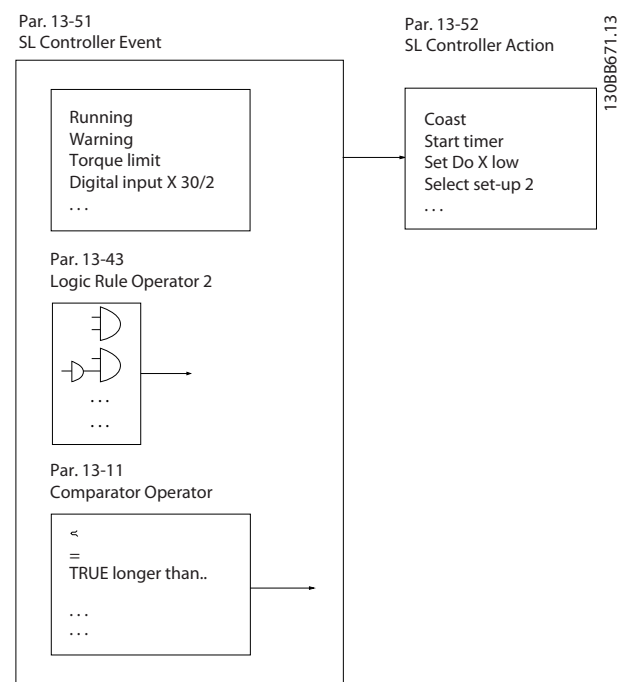 Par. 13-51
SL Controller Event
Par. 13-52
SL Controller Action
130BB671.13
Running
Warning
Torque limit
Digital input X 30/2
. . .
Coast
Start timer
Set Do X low
Select set-up 2
. . .
Par. 13-43
Logic Rule Operator 2
. . .
. . .
Par. 13-11
Comparator Operator
=
TRUE longer than..
. . .
. . .